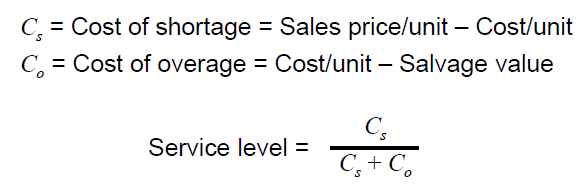 Cs = Cost of shortage = Sales price/unit – Cost/unit
Co = Cost of overage = Cost/unit – Salvage value
Service level = Cs / (Cs + Co)